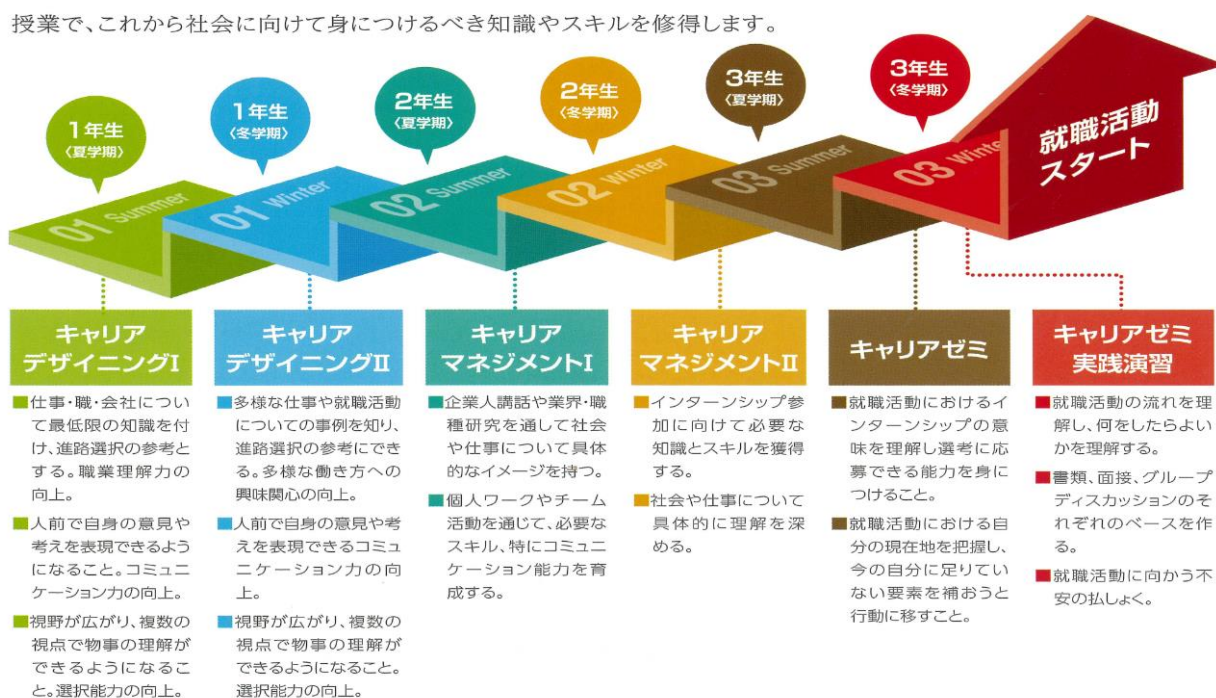 授業で、これから社会に向けて身につけるべき知識やスキルを修得します。
1年生
〈夏学期〉
1年生
〈冬学期〉
2年生
〈夏学期〉
2年生
〈冬学期〉
3年生
〈夏学期〉
3年生
〈冬学期〉
01 Summer
01 Winter
02 Summer
02 Winter
03 Summer
03 Winter
就職活動
スタート
キャリア
デザイニングI
■仕事・職・会社につい
て最低限の知識を付
け、進路選択の参考と
する。職業理解力の
向上。
■人前で自身の意見や
考えを表現できるよう
になること。コミュニ
ケーション力の向上。
■視野が広がり、複数の
視点で物事の理解が
できるようになるこ
と。選択能力の向上。
キャリア
デザイニングII
■多様な仕事や就職活動
についての事例を知り、
進路選択の参考にでき
る。多様な働き方への
興味関心の向上。
■人前で自身の意見や考
えを表現できるコミュ
ニケーション力の向
上。
■視野が広がり、複数の
視点で物事の理解が
できるようになること。
選択能力の向上。
キャリア
マネジメントI
■企業人講話や業界・職
種研究を通して社会
や仕事について具体
的なイメージを持つ。
■個人ワークやチーム
活動を通じて、必要な
スキル、特にコミュニ
ケーション能力を育
成する。
キャリア
マネジメントII
■インターンシップ参
加に向けて必要な
知識とスキルを獲得
する。
■社会や仕事について
具体的に理解を深
める。
キャリアゼミ
■就職活動におけるイ
ンターンシップの意
味を理解し選考に応
募できる能力を身に
つけること。
■就職活動における自
分の現在地を把握し、
今の自分に足りてい
ない要素を補おうと
行動に移すこと。
キャリアゼミ
実践演習
■就職活動の流れを理
解し、何をしたらよい
かを理解する。
■書類、面接、グループ
ディスカッションのそ
れぞれのベースを作
る。
■就職活動に向かう不
安の払しょく。